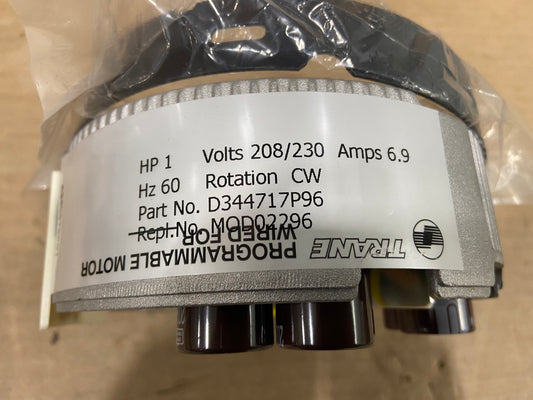 HP 1 Volts 208/230 Amps 6.9
Hz 60 Rotation CW
Part No. D344717P96
Repl.No. MOD02296
TRANE
PROGRAMMABLE MOTOR
WIRED FOR